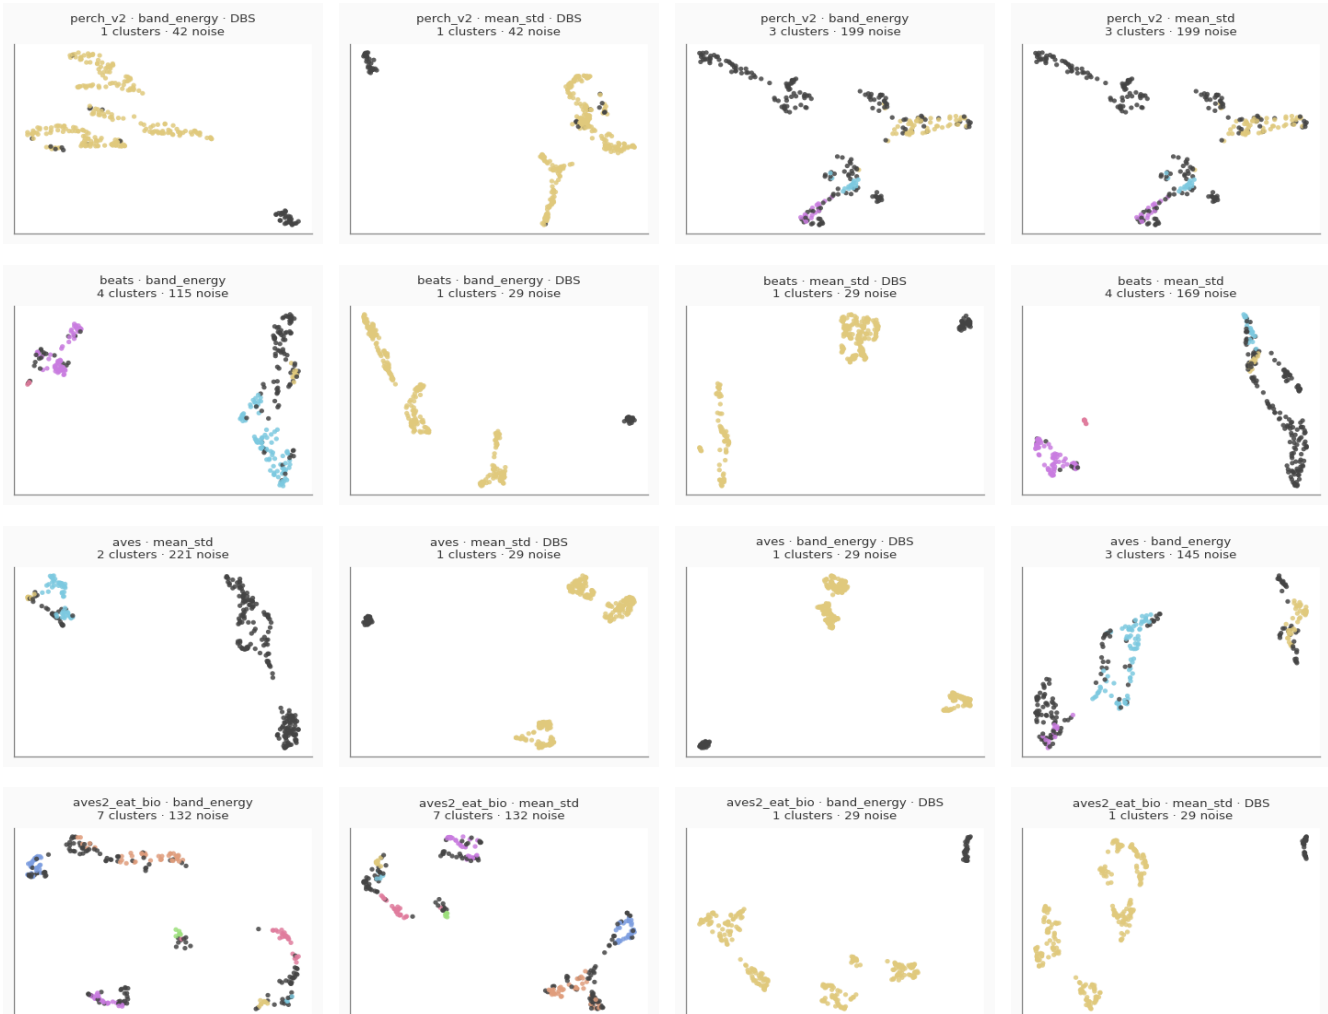 perch_v2 · band_energy · DBS
1 clusters · 42 noise
perch_v2 · mean_std · DBS
1 clusters · 42 noise
perch_v2 · band_energy
3 clusters · 199 noise
perch_v2 · mean_std
3 clusters · 199 noise
beats · band_energy
4 clusters · 115 noise
beats · band_energy · DBS
1 clusters · 29 noise
beats · mean_std · DBS
1 clusters · 29 noise
beats · mean_std
4 clusters · 169 noise
aves · mean_std
2 clusters · 221 noise
aves · mean_std · DBS
1 clusters · 29 noise
aves · band_energy · DBS
1 clusters · 29 noise
aves · band_energy
3 clusters · 145 noise
aves2_eat_bio · band_energy
7 clusters · 132 noise
aves2_eat_bio · mean_std
7 clusters · 132 noise
aves2_eat_bio · band_energy · DBS
1 clusters · 29 noise
aves2_eat_bio · mean_std · DBS
1 clusters · 29 noise